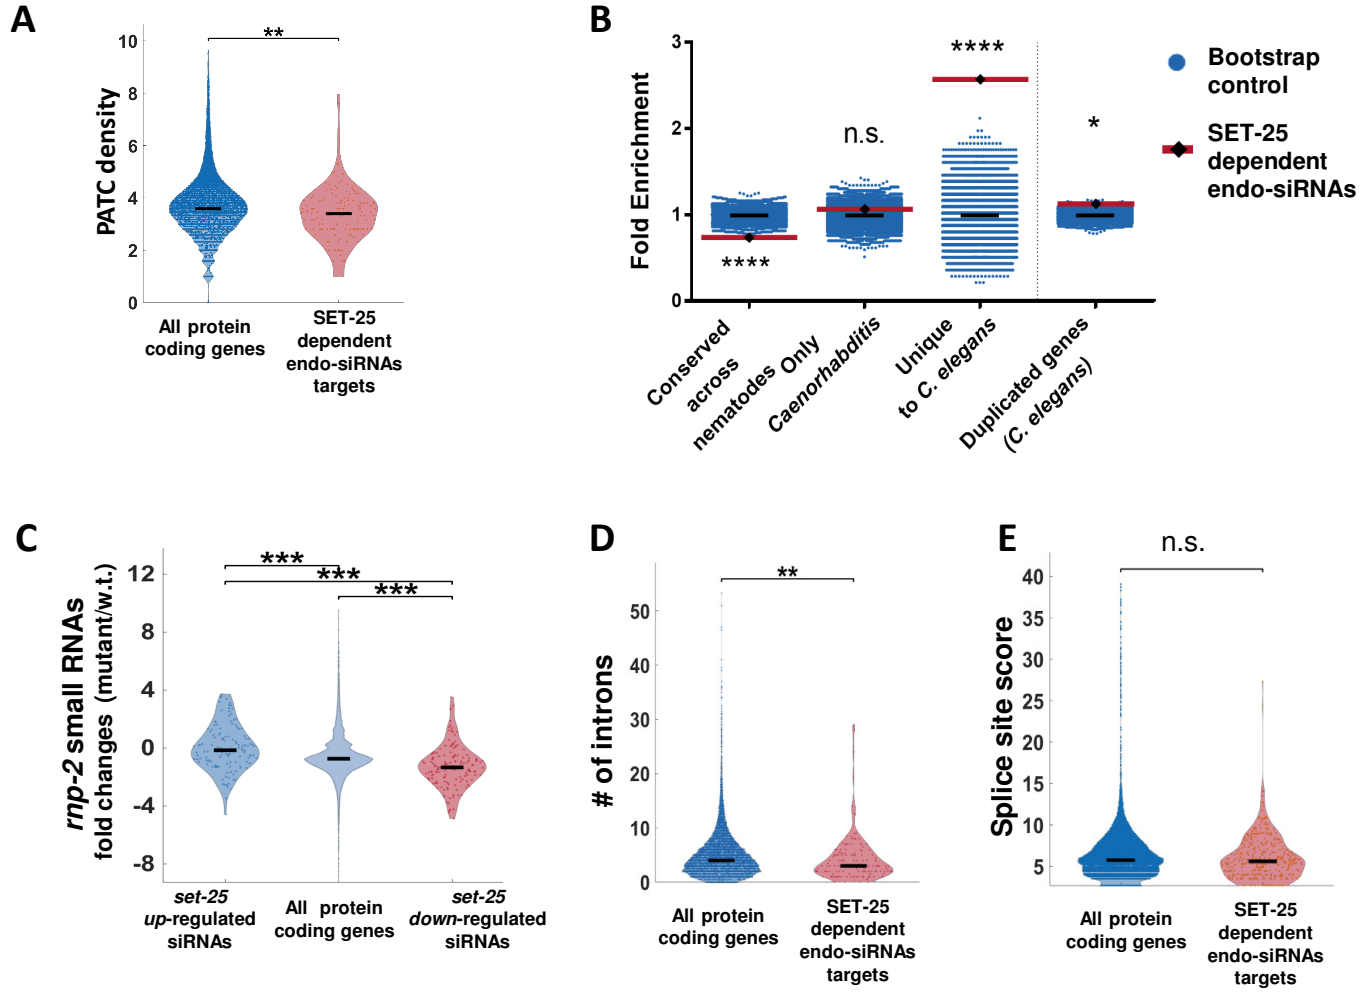 A
PATC density
10
8
6
4
2
0
**
All protein
coding genes
SET-25
dependent
endo-siRNAs
targets
B
Fold Enrichment
3
2
1
0
****
n.s.
****
*
Conserved
across
nematodes
Only
Caenorhabditis
Unique
to C. elegans
Duplicated genes
(C. elegans)
Bootstrap
control
SET-25
dependent
endo-siRNAs
C
rnp-2 small RNAs
fold changes (mutant/w.t.)
12
8
4
0
-4
-8
***
***
***
set-25
up-regulated
siRNAs
All protein
coding genes
set-25
down-regulated
siRNAs
D
# of introns
50
40
30
20
10
0
**
All protein
coding genes
SET-25
dependent
endo-siRNAs
targets
E
Splice site score
40
35
30
25
20
15
10
5
n.s.
All protein
coding genes
SET-25
dependent
endo-siRNAs
targets